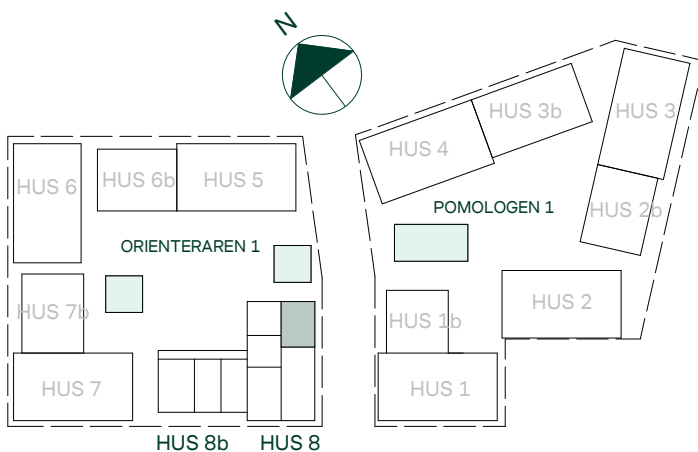 N
HUS 3b
HUS 3
HUS 4
HUS 6
HUS 6b
HUS 5
POMOLOGEN 1
HUS 2b
ORIENTERAREN 1
HUS 7b
HUS 1b
HUS 2
HUS 7
HUS 1
HUS 8b
HUS 8